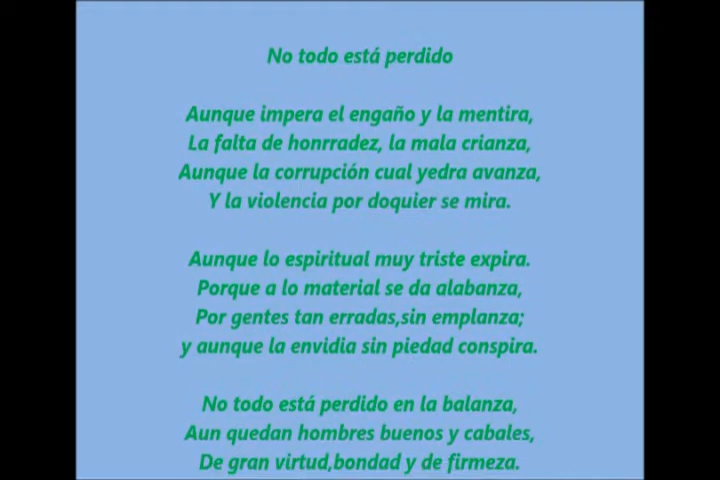 No todo está perdido
Aunque impera el engaño y la mentira,
La falta de honrradez, la mala crianza,
Aunque la corrupción cual yedra avanza,
Y la violencia por doquier se mira.
Aunque lo espiritual muy triste expira.
Porque a lo material se da alabanza,
Por gentes tan erradas,sin emplanza;
y aunque la envidia sin piedad conspira.
No todo está perdido en la balanza,
Aun quedan hombres buenos y cabales,
De gran virtud,bondad y de firmeza.